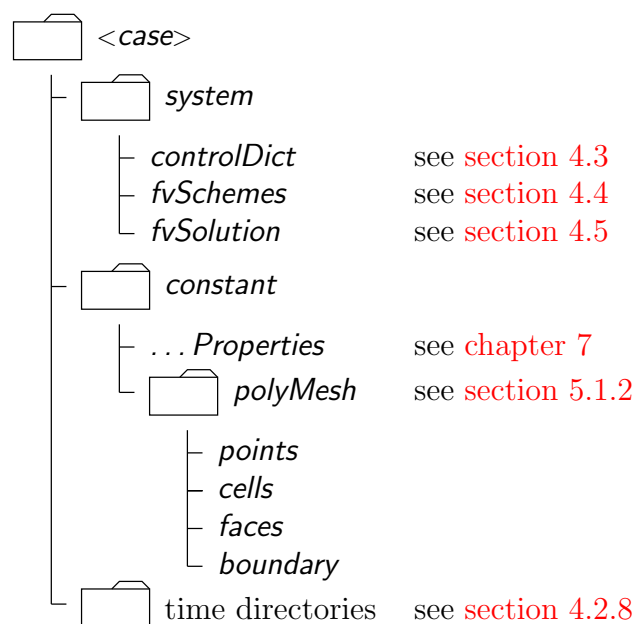 <case>
system
controlDict see section 4.3
fvSchemes see section 4.4
fvSolution see section 4.5
constant
...Properties see chapter 7
polyMesh see section 5.1.2
points
cells
faces
boundary
time directories see section 4.2.8